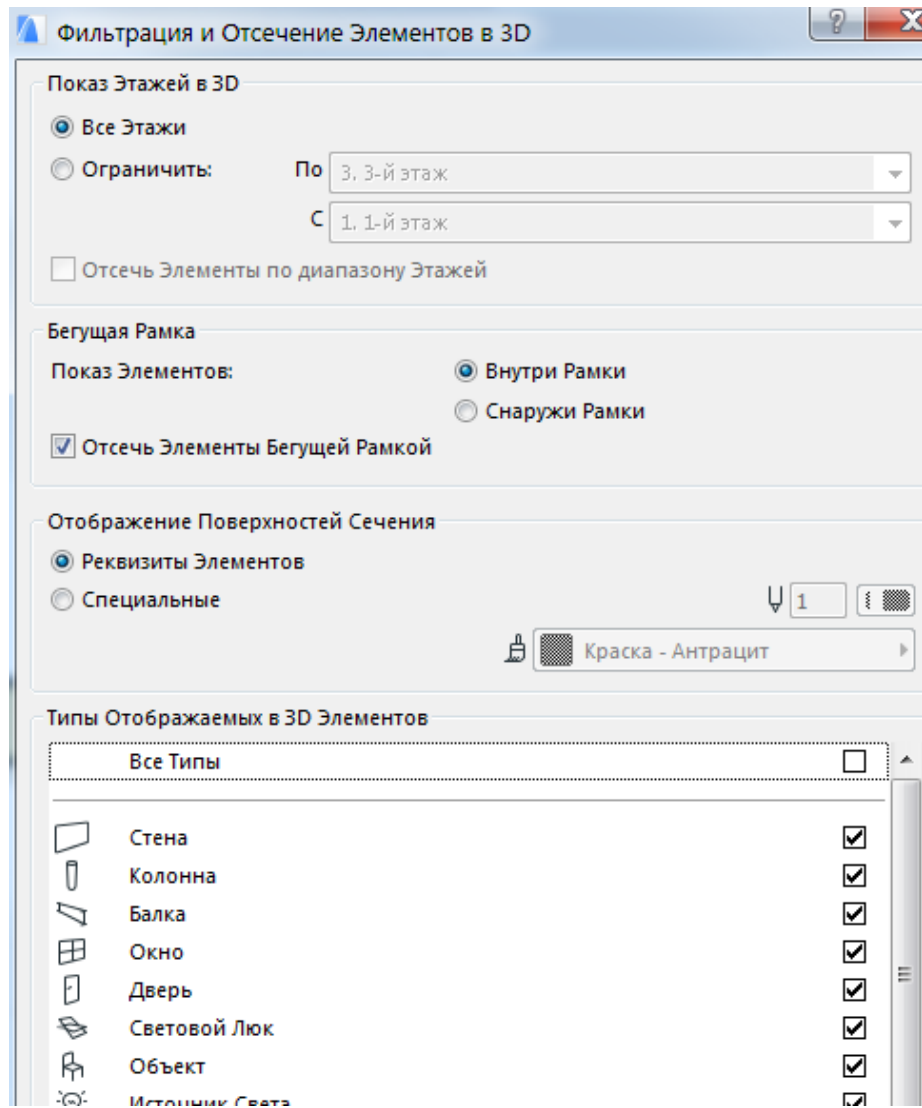 Фильтрация и Отсечение Элементов в 3D
Показ Этажей в 3D
Все Этажи
Ограничить: По 3. 3-й этаж
С 1. 1-й этаж
Отсечь Элементы по диапазону Этажей
Бегущая Рамка
Показ Элементов: Внутри Рамки
Снаружи Рамки
Отсечь Элементы Бегущей Рамкой
Отображение Поверхностей Сечения
Реквизиты Элементов
Специальные 1
Краска - Антрацит
Типы Отображаемых в 3D Элементов
Все Типы
Стена
Колонна
Балка
Окно
Дверь
Световой Люк
Объект
Источник Света